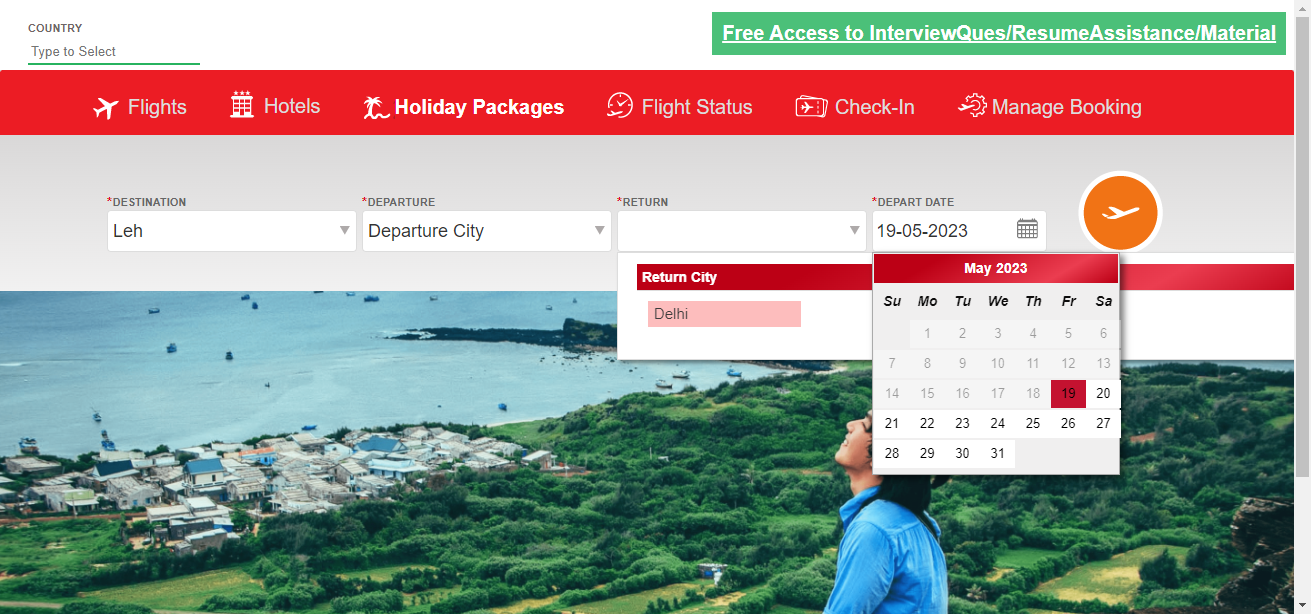 COUNTRY
Type to Select
Free Access to InterviewQues/ResumeAssistance/Material
Flights
Hotels
Holiday Packages
Flight Status
Check-In
Manage Booking
*DESTINATION
*DEPARTURE
*RETURN
*DEPART DATE
Leh
Departure City
19-05-2023
Return City
Delhi
May 2023
Su Mo Tu We Th Fr Sa
1 2 3 4 5 6
7 8 9 10 11 12 13
14 15 16 17 18 19 20
21 22 23 24 25 26 27
28 29 30 31